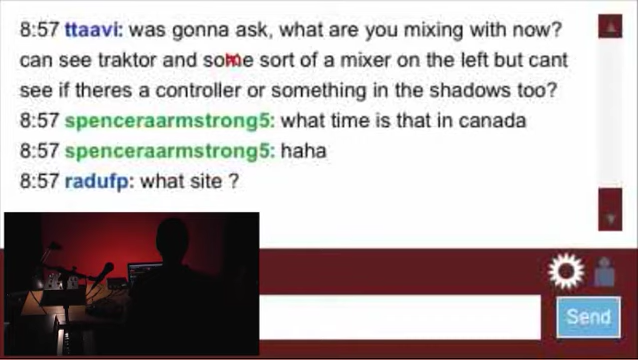 8:57 ttaavi: was gonna ask, what are you mixing with now?
can see traktor and some sort of a mixer on the left but cant
see if theres a controller or something in the shadows too?
8:57 spenceraarmstrong5: what time is that in canada
8:57 spenceraarmstrong5: haha
8:57 radufp: what site ?
Send